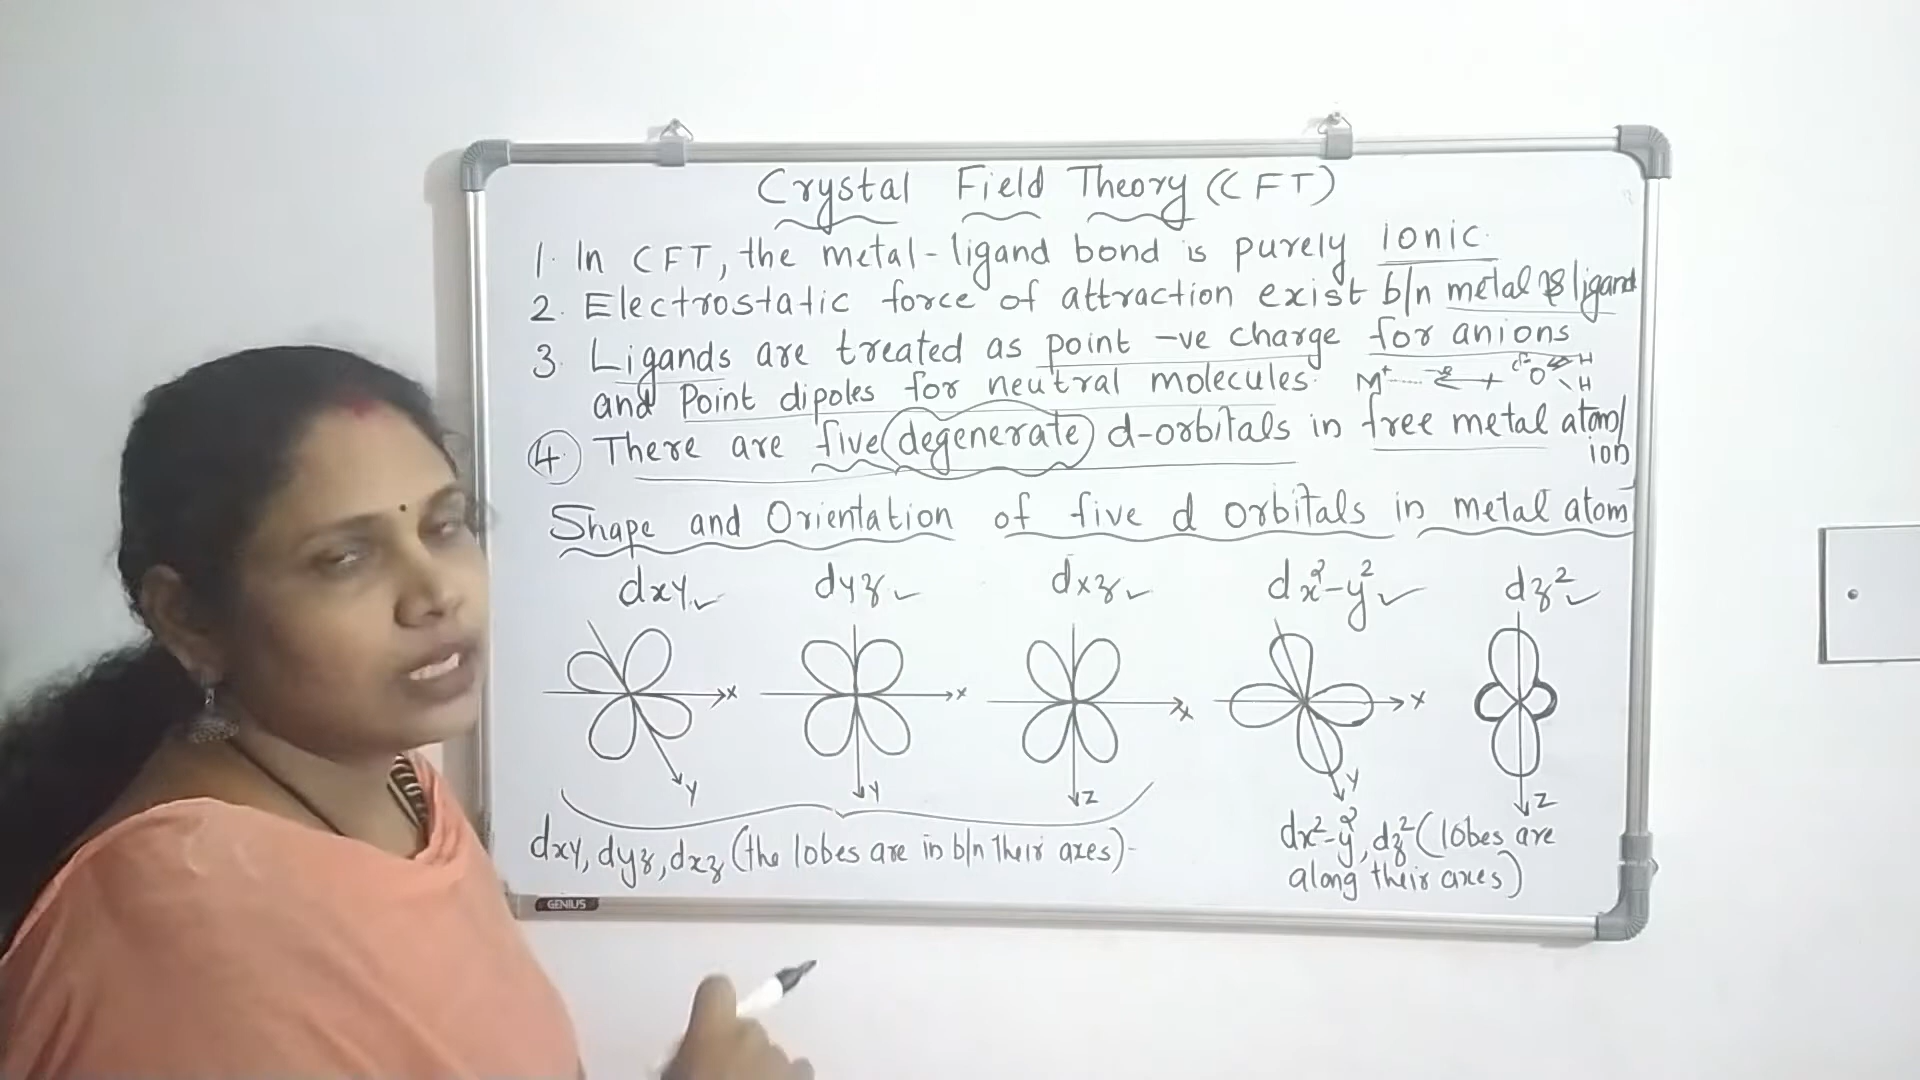 Crystal Field Theory (CFT)
1. In CFT, the metal-ligand bond is purely ionic.
2. Electrostatic force of attraction exist b/n metal & ligand
3. Ligands are treated as point -ve charge for anions
and Point dipoles for neutral molecules.
M+ O H H
4. There are five degenerate d-orbitals in free metal atom/
ion
Shape and Orientation of five d orbitals in metal atom
dxy dyz dxz dx²-y² dz²
x x x x
Y Y Z Y Z
dxy, dyz, dxz (the lobes are in b/n their axes)
dx²-y², dz² (lobes are
along their axes)
GENIUS